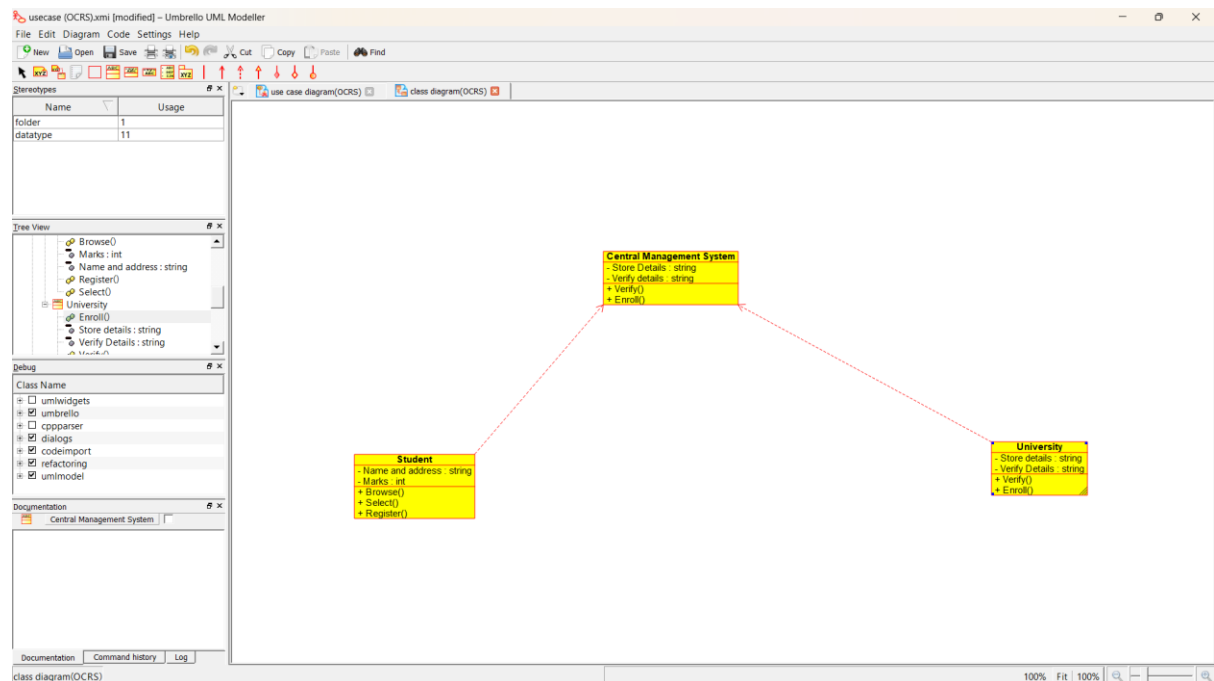 usecase (OCRS).xmi [modified] – Umbrello UML Modeller
File Edit Diagram Code Settings Help
New Open Save Cut Copy Paste Find
Stereotypes
use case diagram(OCRS) class diagram(OCRS)
Name Usage
folder 1
datatype 11
Tree View
Browse()
Marks : int
Name and address : string
Register()
Select()
University
Enroll()
Store details : string
Verify Details : string
Verify()
Debug
Class Name
umlwidgets
umbrello
cppparser
dialogs
codeimport
refactoring
umlmodel
Documentation
Central Management System
Documentation Command history Log
class diagram(OCRS)
Central Management System
- Store Details : string
- Verify details : string
+ Verify()
+ Enroll()
Student
- Name and address : string
- Marks : int
+ Browse()
+ Select()
+ Register()
University
- Store details : string
- Verify Details : string
+ Verify()
+ Enroll()
100% Fit 100%